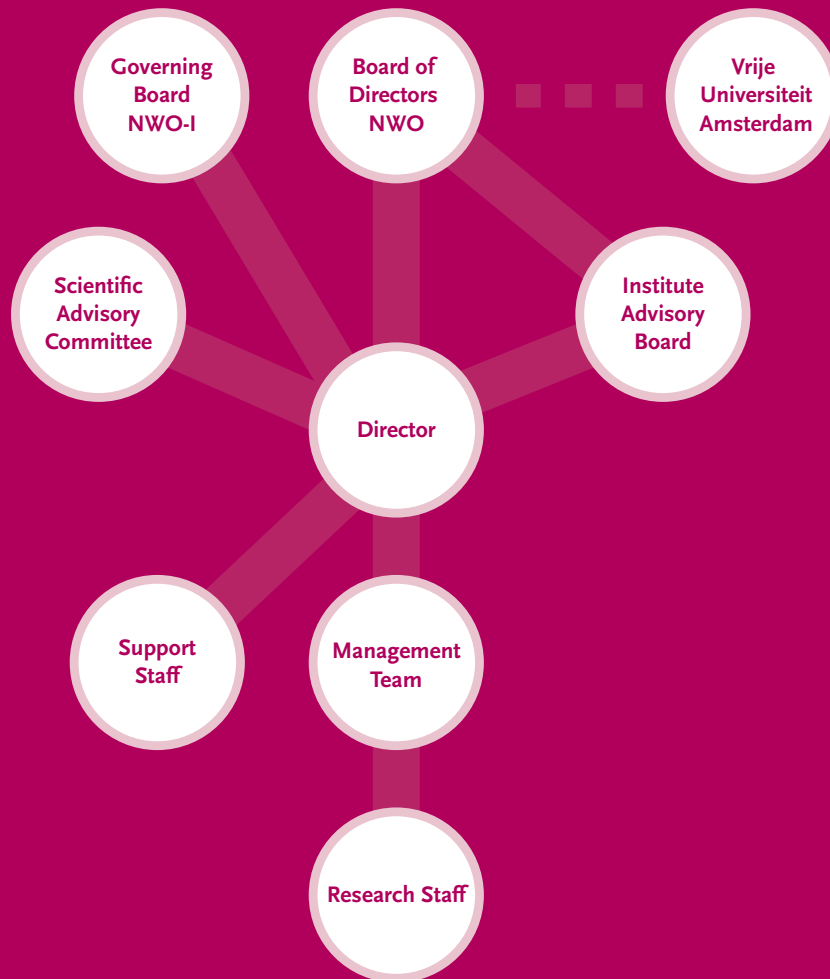 Governing
Board
NWO-I
Board of
Directors
NWO
Vrije
Universiteit
Amsterdam
Scientific
Advisory
Committee
Institute
Advisory
Board
Director
Support
Staff
Management
Team
Research Staff